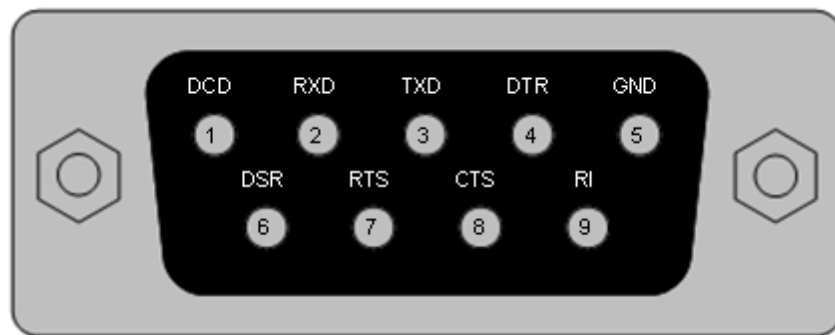 DCD RXD TXD DTR GND
1 2 3 4 5
DSR RTS CTS RI
6 7 8 9